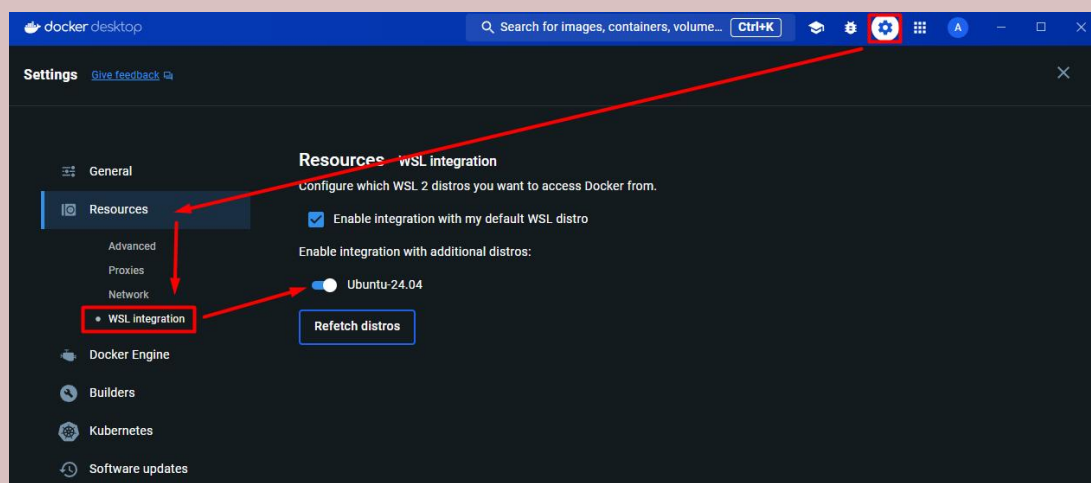 docker desktop
Search for images, containers, volume... Ctrl+K
A
Settings Give feedback
General
Resources
Advanced
Proxies
Network
WSL integration
Docker Engine
Builders
Kubernetes
Software updates
Resources WSL integration
Configure which WSL 2 distros you want to access Docker from.
Enable integration with my default WSL distro
Enable integration with additional distros:
Ubuntu-24.04
Refetch distros